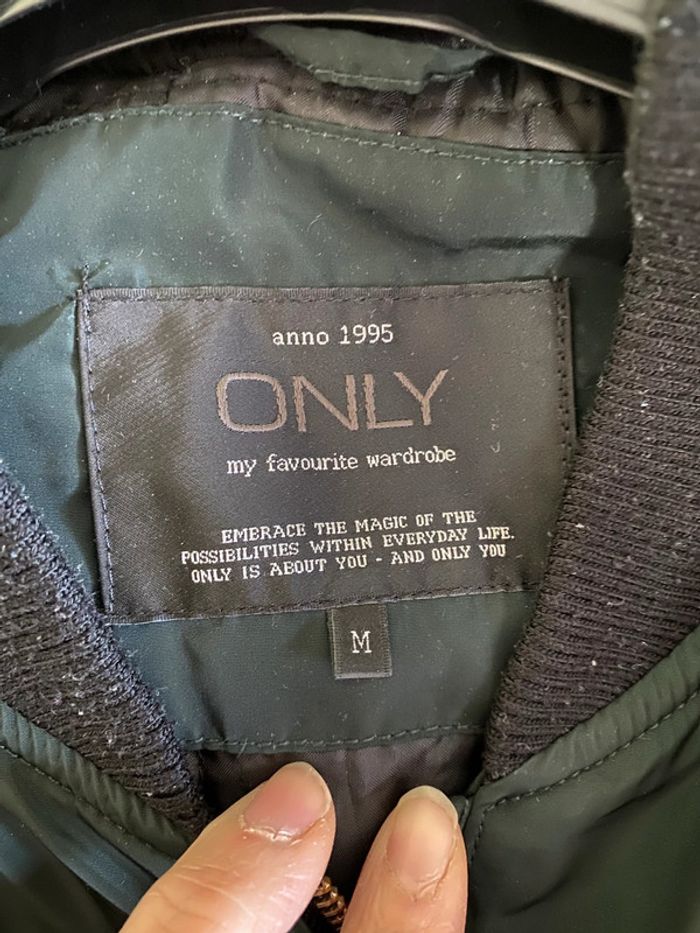 anno 1995
ONLY
my favourite wardrobe
EMBRACE THE MAGIC OF THE
POSSIBILITIES WITHIN EVERYDAY LIFE.
ONLY IS ABOUT YOU - AND ONLY YOU
M